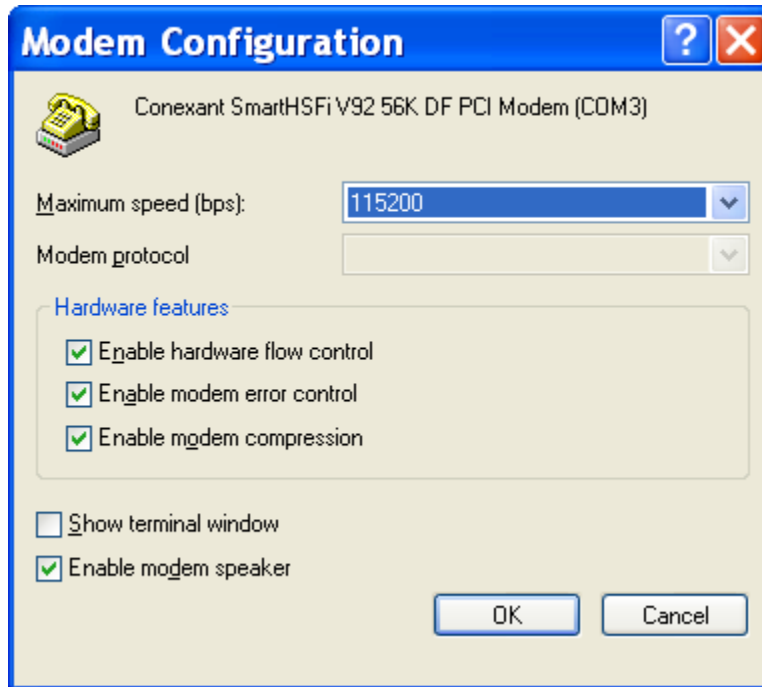 Modem Configuration
Conexant SmartHSFi V92 56K DF PCI Modem (COM3)
Maximum speed (bps): 115200
Modem protocol
Hardware features
Enable hardware flow control
Enable modem error control
Enable modem compression
Show terminal window
Enable modem speaker
OK Cancel